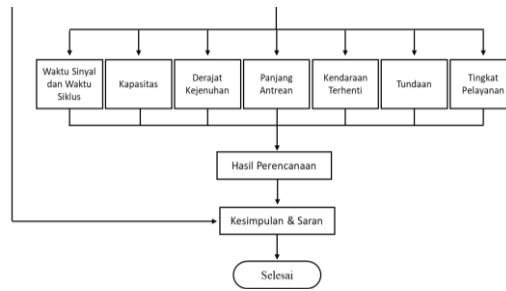 Waktu Sinyal
dan Waktu
Siklus
Kapasitas
Derajat
Kejenuhan
Panjang
Antrean
Kendaraan
Terhenti
Tundaan
Tingkat
Pelayanan
Hasil Perencanaan
Kesimpulan & Saran
Selesai